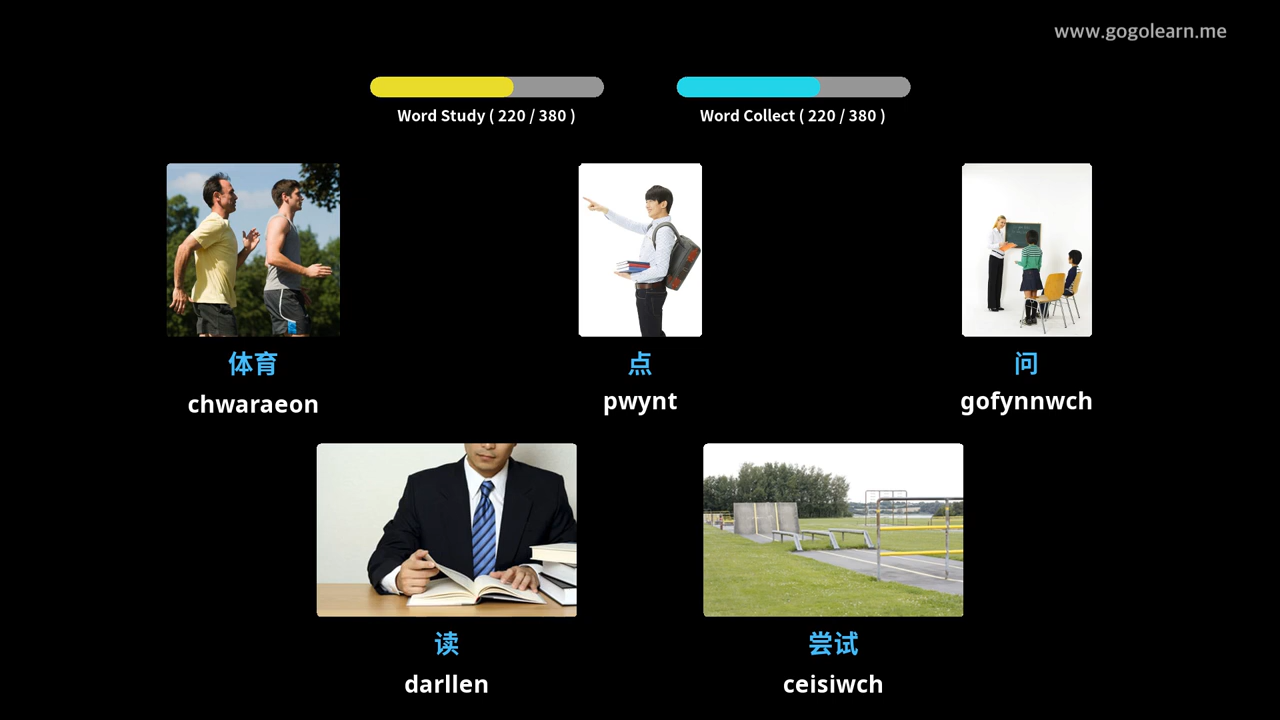 www.gogolearn.me
Word Study ( 220 / 380 )
Word Collect ( 220 / 380 )
体育
点
问
chwaraeon
pwynt
gofynnwch
读
尝试
darllen
ceisiwch